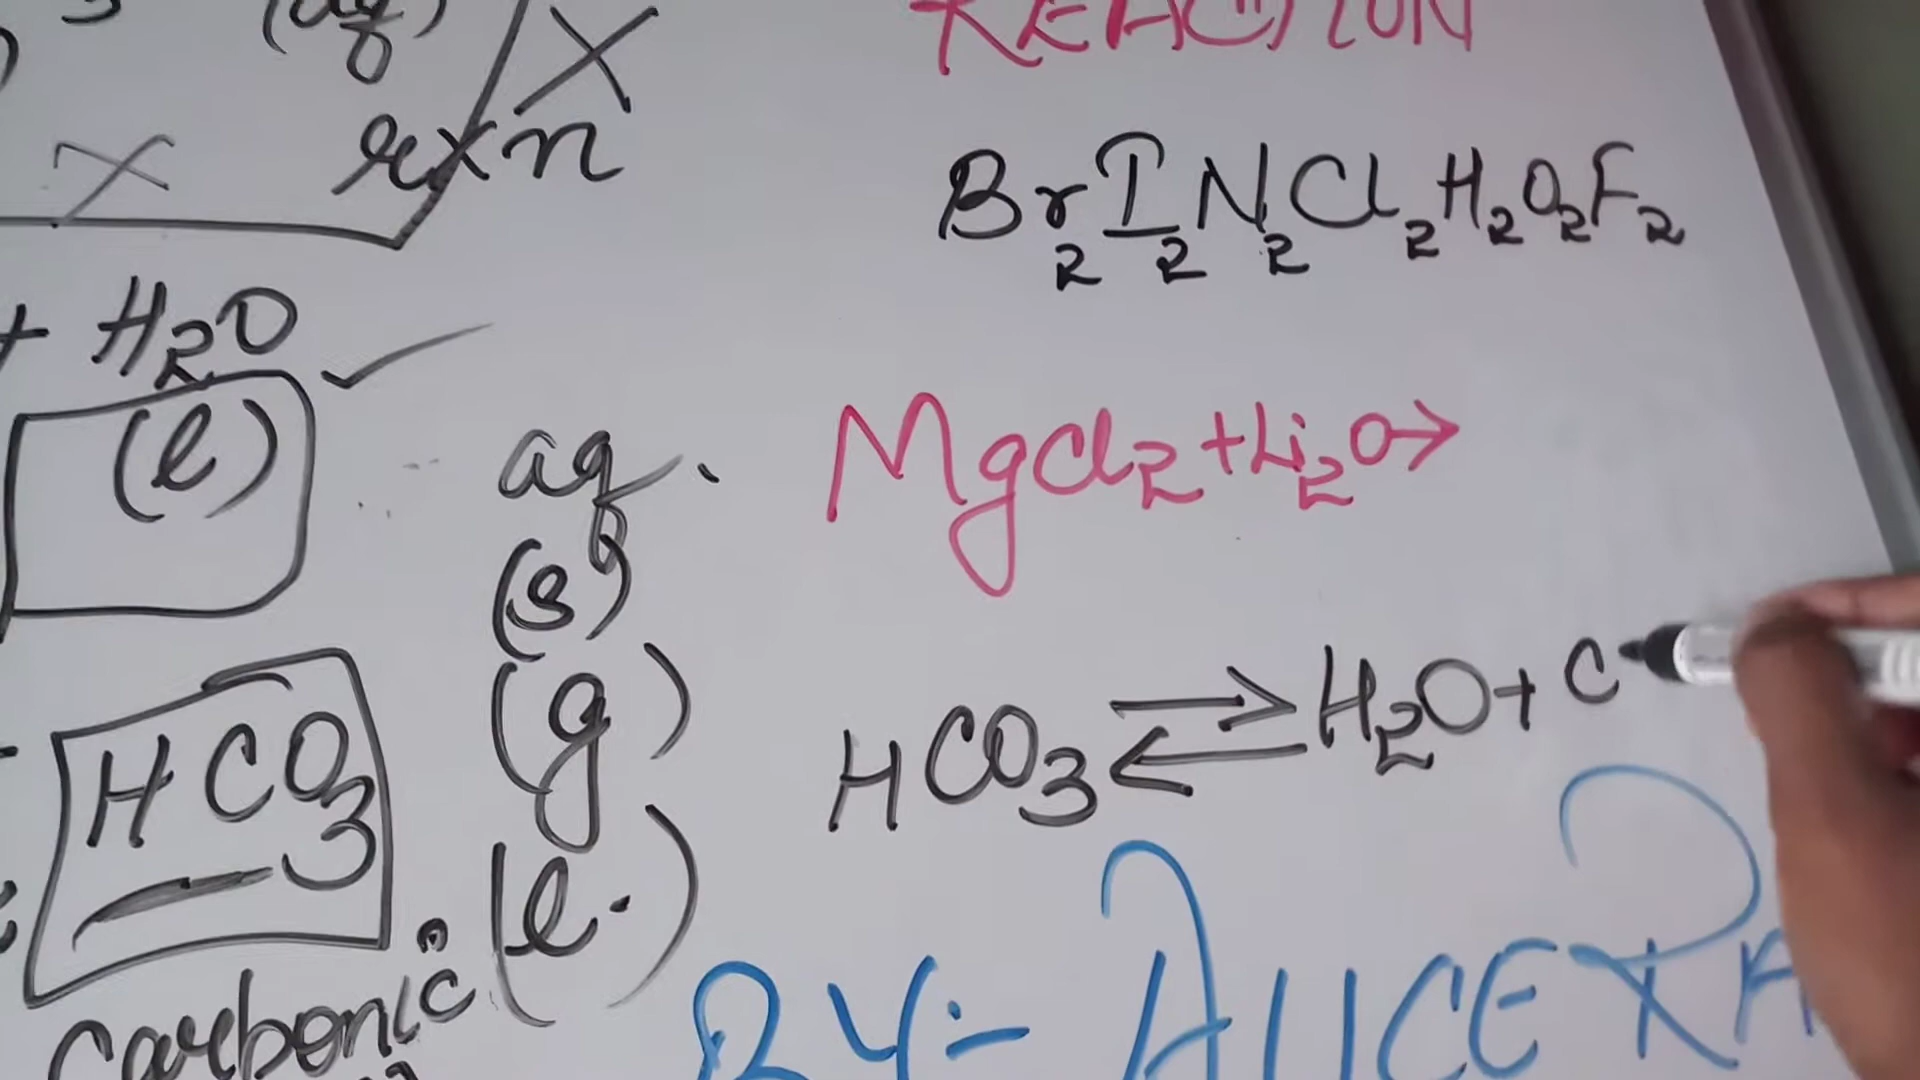 (aq)
REACTION
rxn
Br₂I₂N₂Cl₂H₂O₂F₂
+ H₂O
(l)
aq.
MgCl₂+Li₂O→
(s)
(g)
HCO₃⇌H₂O+ C
HCO₃
(l.)
Carbonic
BY:- ALICE RA